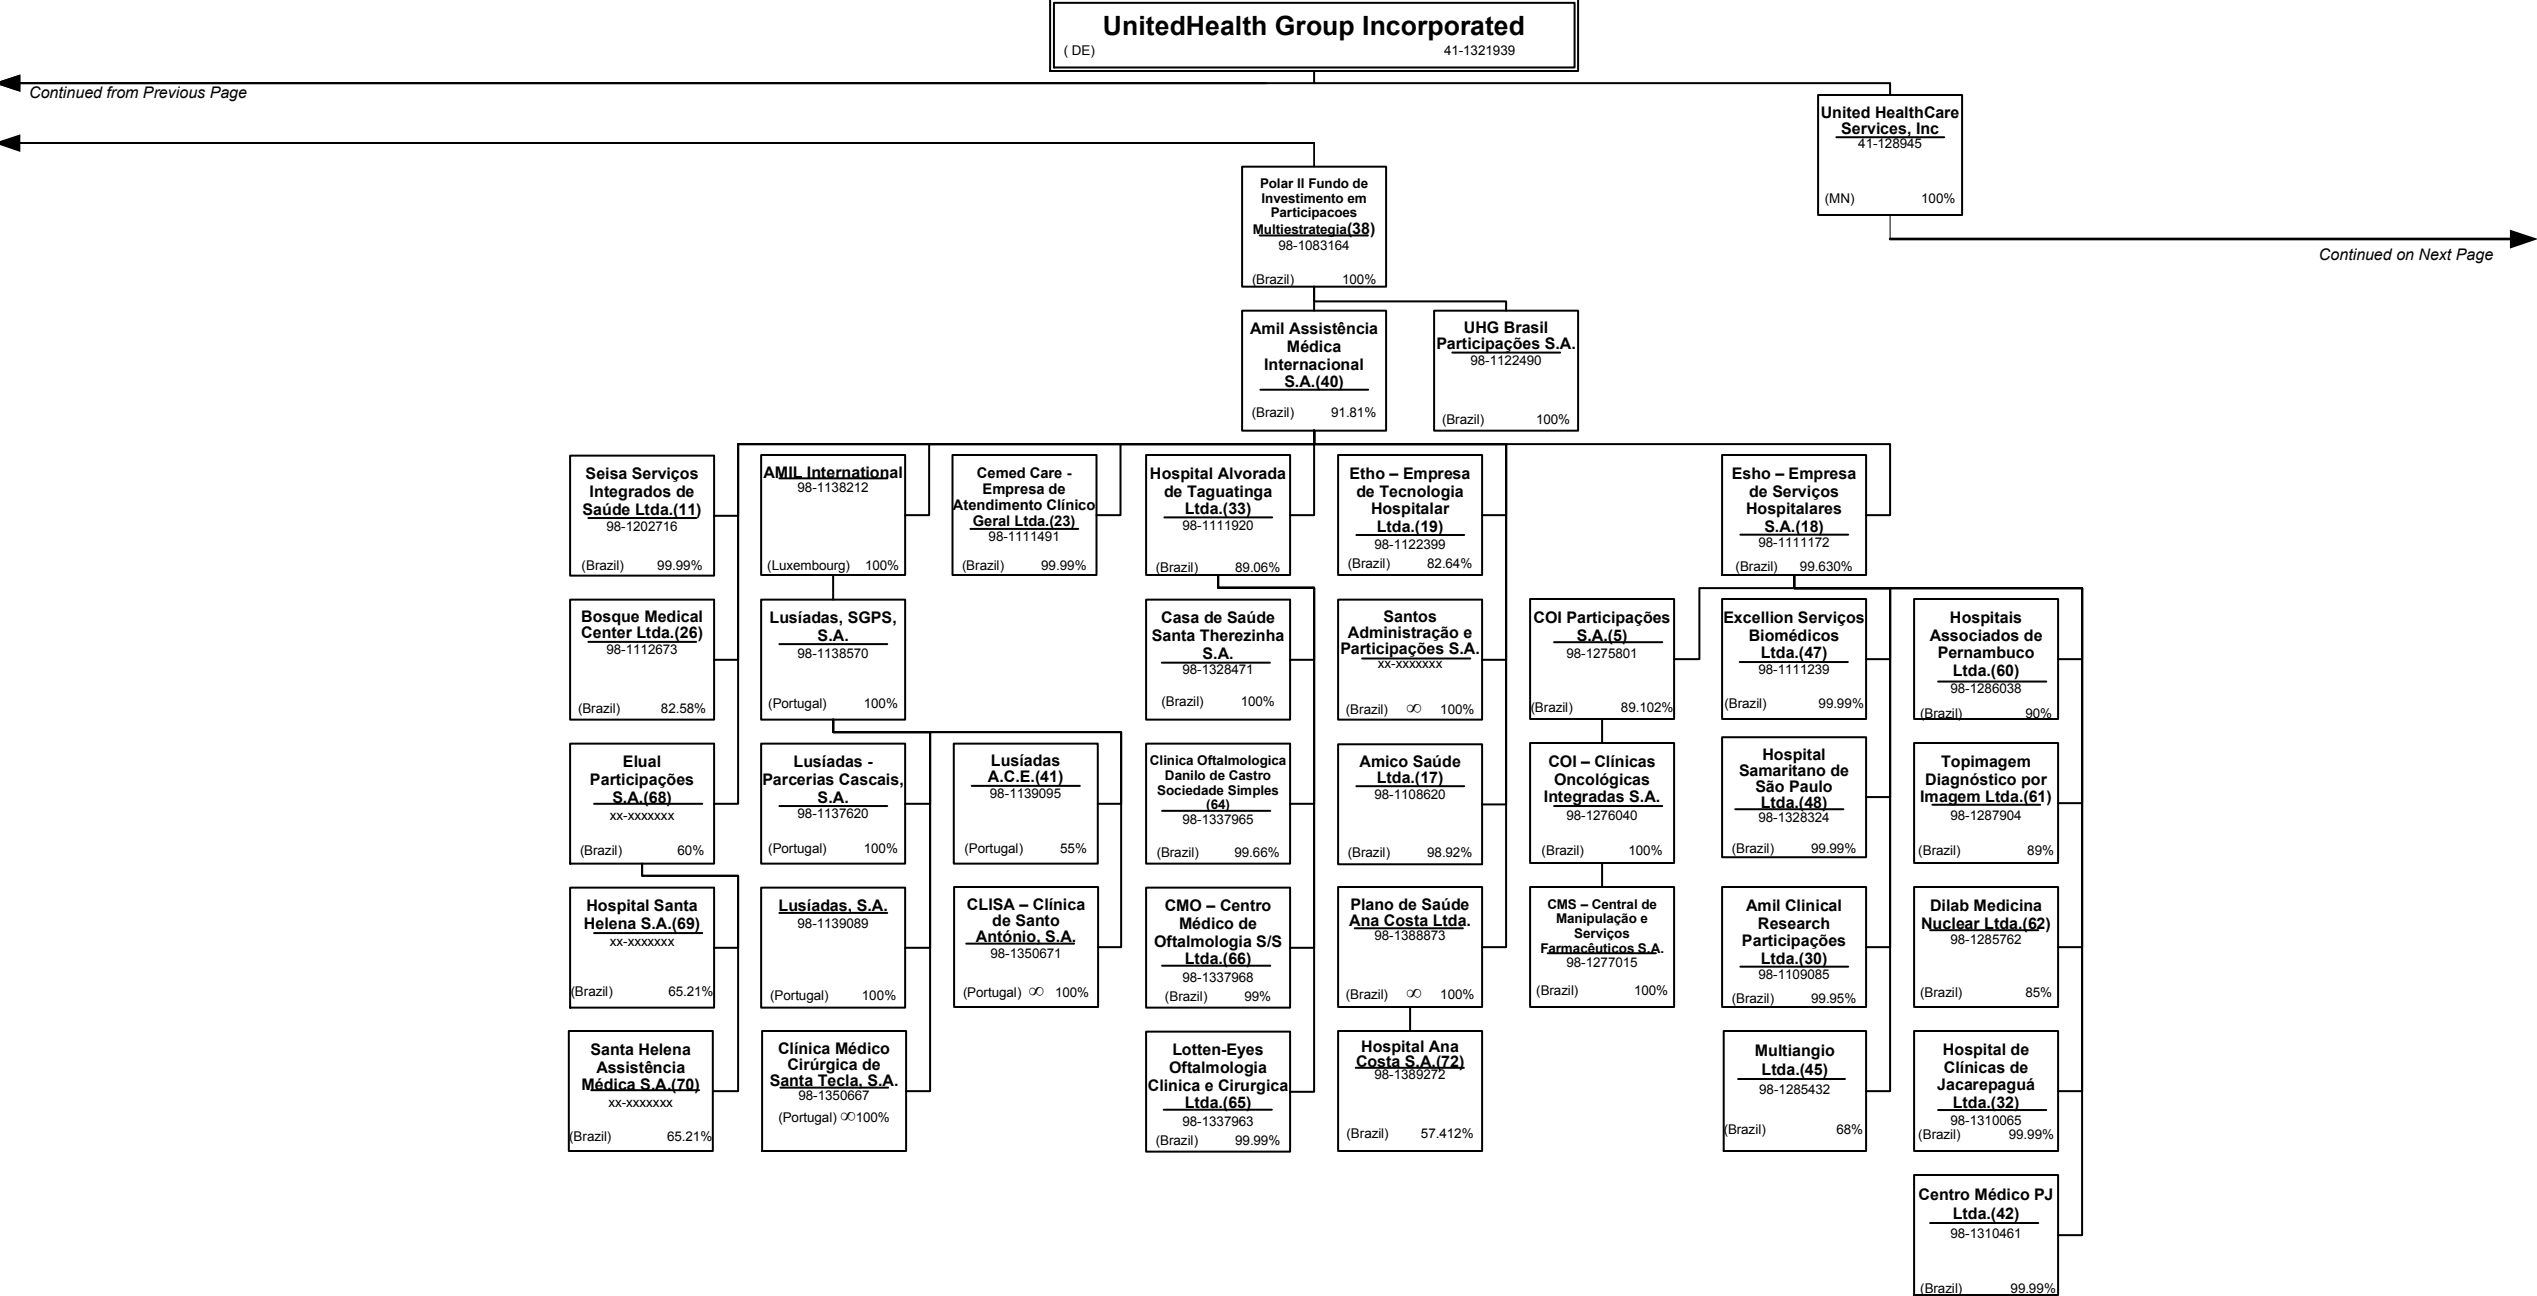 UnitedHealth Group Incorporated
( DE) 41-1321939
Continued from Previous Page
United HealthCare
Services, Inc
41-128945
(MN) 100%
Continued on Next Page
Polar II Fundo de
Investimento em
Participacoes
Multiestrategia(38)
98-1083164
(Brazil) 100%
Amil Assistência
Médica
Internacional
S.A.(40)
(Brazil) 91.81%
UHG Brasil
Participações S.A.
98-1122490
(Brazil) 100%
Seisa Serviços
Integrados de
Saúde Ltda.(11)
98-1202716
(Brazil) 99.99%
AMIL International
98-1138212
(Luxembourg) 100%
Cemed Care -
Empresa de
Atendimento Clínico
Geral Ltda.(23)
98-1111491
(Brazil) 99.99%
Hospital Alvorada
de Taguatinga
Ltda.(33)
98-1111920
(Brazil) 89.06%
Etho – Empresa
de Tecnologia
Hospitalar
Ltda.(19)
98-1122399
(Brazil) 82.64%
Esho – Empresa
de Serviços
Hospitalares
S.A.(18)
98-1111172
(Brazil) 99.630%
Bosque Medical
Center Ltda.(26)
98-1112673
(Brazil) 82.58%
Lusíadas, SGPS,
S.A.
98-1138570
(Portugal) 100%
Casa de Saúde
Santa Therezinha
S.A.
98-1328471
(Brazil) 100%
Santos
Administração e
Participações S.A.
xx-xxxxxxx
(Brazil) ∞ 100%
COI Participações
S.A.(5)
98-1275801
(Brazil) 89.102%
Excellion Serviços
Biomédicos
Ltda.(47)
98-1111239
(Brazil) 99.99%
Hospitais
Associados de
Pernambuco
Ltda.(60)
98-1286038
(Brazil) 90%
Elual
Participações
S.A.(68)
xx-xxxxxxx
(Brazil) 60%
Lusíadas -
Parcerias Cascais,
S.A.
98-1137620
(Portugal) 100%
Lusíadas
A.C.E.(41)
98-1139095
(Portugal) 55%
Clinica Oftalmologica
Danilo de Castro
Sociedade Simples
(64)
98-1337965
(Brazil) 99.66%
Amico Saúde
Ltda.(17)
98-1108620
(Brazil) 98.92%
COI – Clínicas
Oncológicas
Integradas S.A.
98-1276040
(Brazil) 100%
Hospital
Samaritano de
São Paulo
Ltda.(48)
98-1328324
(Brazil) 99.99%
Topimagem
Diagnóstico por
Imagem Ltda.(61)
98-1287904
(Brazil) 89%
Hospital Santa
Helena S.A.(69)
xx-xxxxxxx
(Brazil) 65.21%
Lusíadas, S.A.
98-1139089
(Portugal) 100%
CLISA – Clínica
de Santo
António, S.A.
98-1350671
(Portugal) ∞ 100%
CMO – Centro
Médico de
Oftalmologia S/S
Ltda.(66)
98-1337968
(Brazil) 99%
Plano de Saúde
Ana Costa Ltda.
98-1388873
(Brazil) ∞ 100%
CMS – Central de
Manipulação e
Serviços
Farmacêuticos S.A.
98-1277015
(Brazil) 100%
Amil Clinical
Research
Participações
Ltda.(30)
98-1109085
(Brazil) 99.95%
Dilab Medicina
Nuclear Ltda.(62)
98-1285762
(Brazil) 85%
Santa Helena
Assistência
Médica S.A.(70)
xx-xxxxxxx
(Brazil) 65.21%
Clínica Médico
Cirúrgica de
Santa Tecla, S.A.
98-1350667
(Portugal) ∞100%
Lotten-Eyes
Oftalmologia
Clinica e Cirurgica
Ltda.(65)
98-1337963
(Brazil) 99.99%
Hospital Ana
Costa S.A.(72)
98-1389272
(Brazil) 57.412%
Multiangio
Ltda.(45)
98-1285432
(Brazil) 68%
Hospital de
Clínicas de
Jacarepaguá
Ltda.(32)
98-1310065
(Brazil) 99.99%
Centro Médico PJ
Ltda.(42)
98-1310461
(Brazil) 99.99%